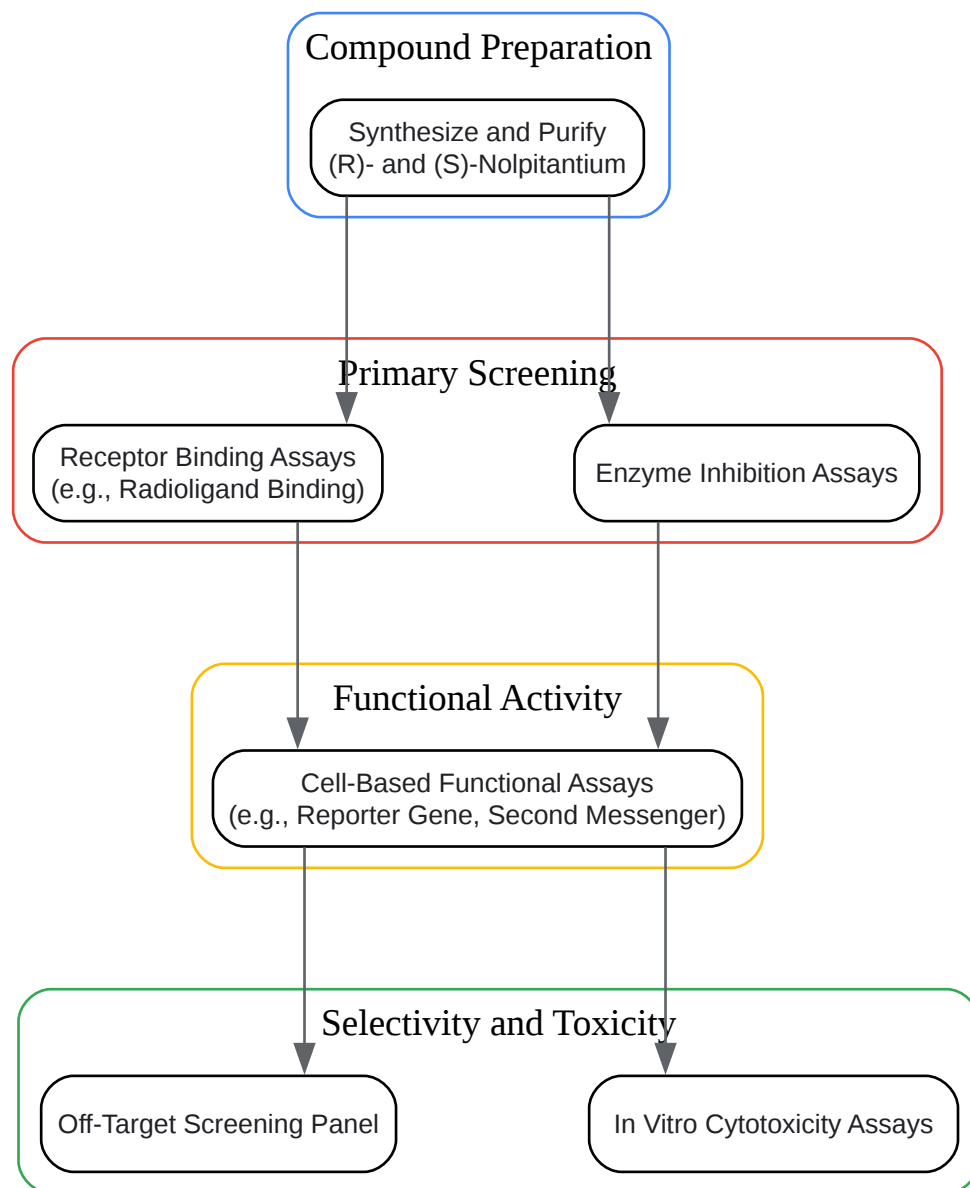 Compound Preparation
Synthesize and Purify
(R)- and (S)-Nolpitantium
Primary Screening
Receptor Binding Assays
(e.g., Radioligand Binding)
Enzyme Inhibition Assays
Functional Activity
Cell-Based Functional Assays
(e.g., Reporter Gene, Second Messenger)
Selectivity and Toxicity
Off-Target Screening Panel
In Vitro Cytotoxicity Assays